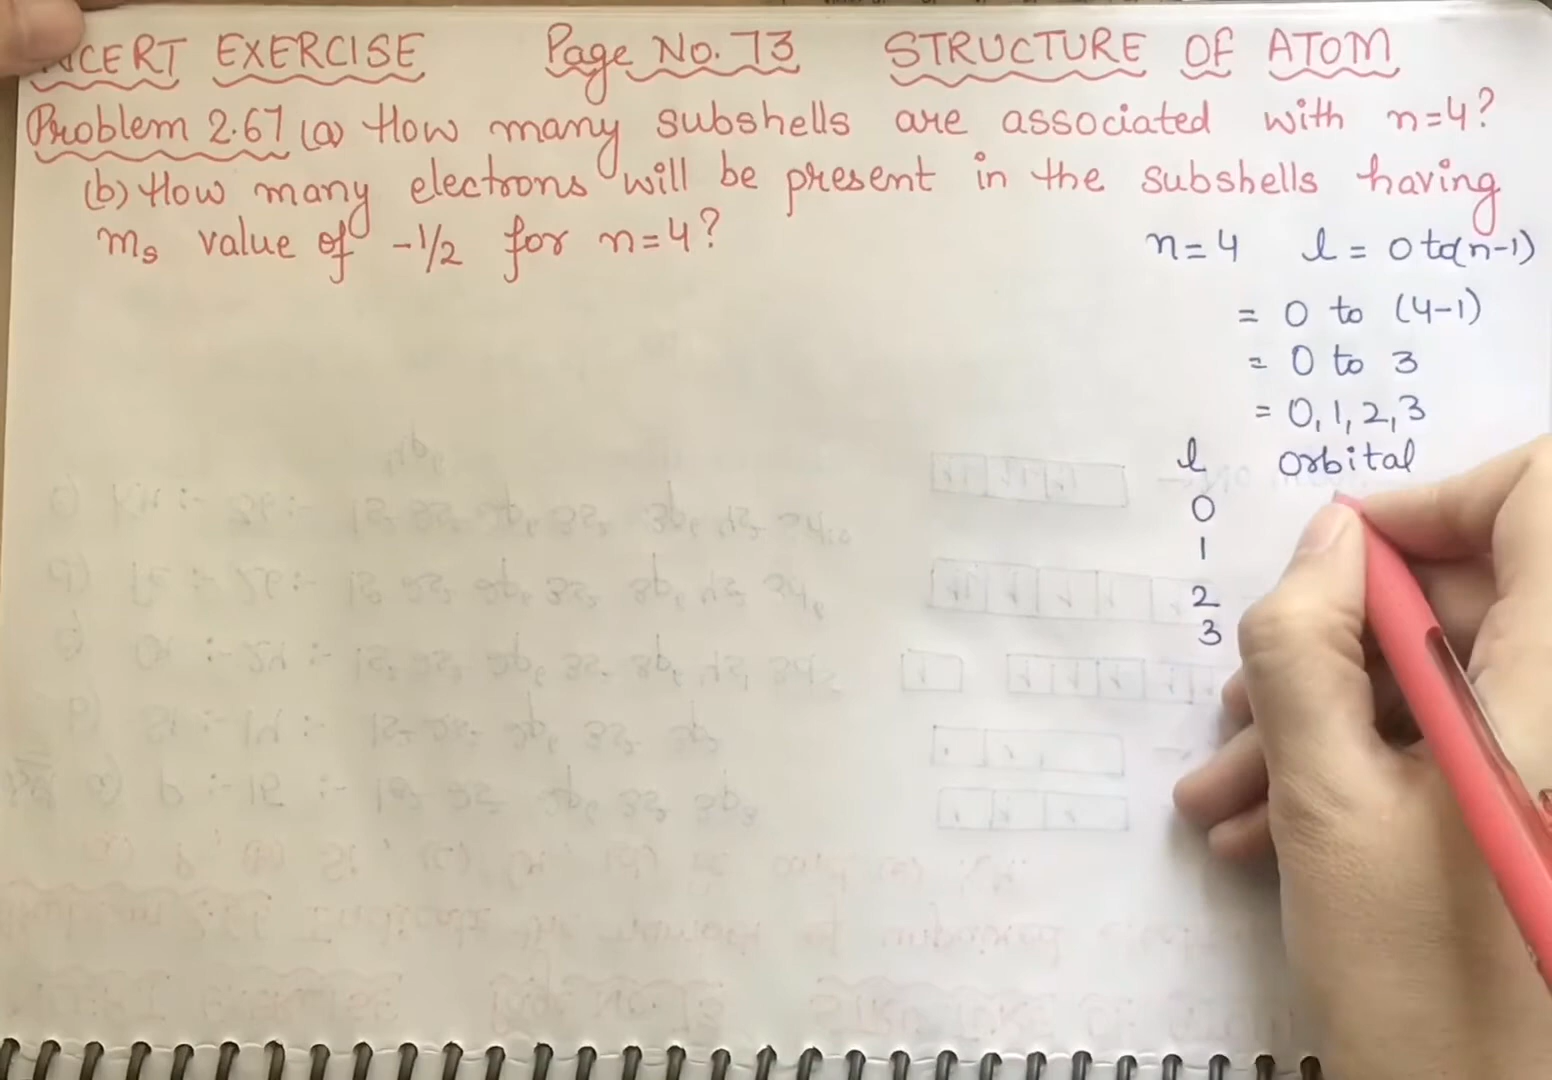 NCERT EXERCISE Page No. 73 STRUCTURE OF ATOM
Problem 2.67 (a) How many subshells are associated with n=4?
(b) How many electrons will be present in the subshells having
ms value of -1/2 for n=4?
n=4 l = 0 to (n-1)
= 0 to (4-1)
= 0 to 3
= 0, 1, 2, 3
l orbital
0
1
2
3